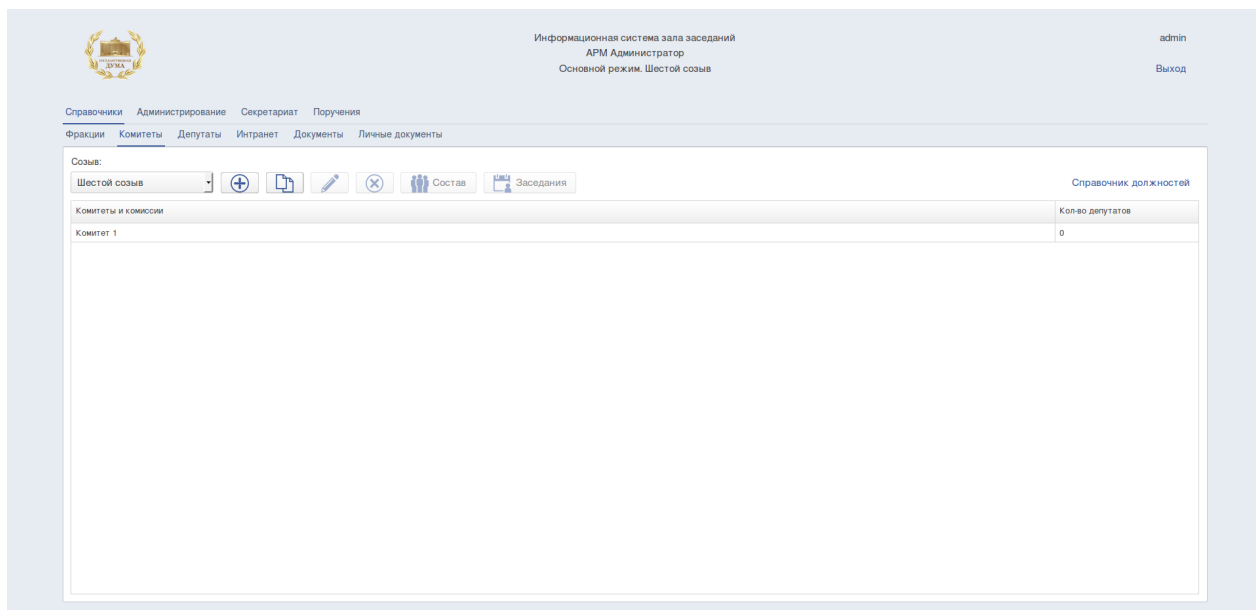 Информационная система зала заседаний
АРМ Администратор
Основной режим. Шестой созыв
admin
Выход
ГОСУДАРСТВЕННАЯ
ДУМА
Справочники Администрирование Секретариат Поручения
Фракции Комитеты Депутаты Интранет Документы Личные документы
Созыв:
Шестой созыв Состав Заседания Справочник должностей
Комитеты и комиссии Кол-во депутатов
Комитет 1 0